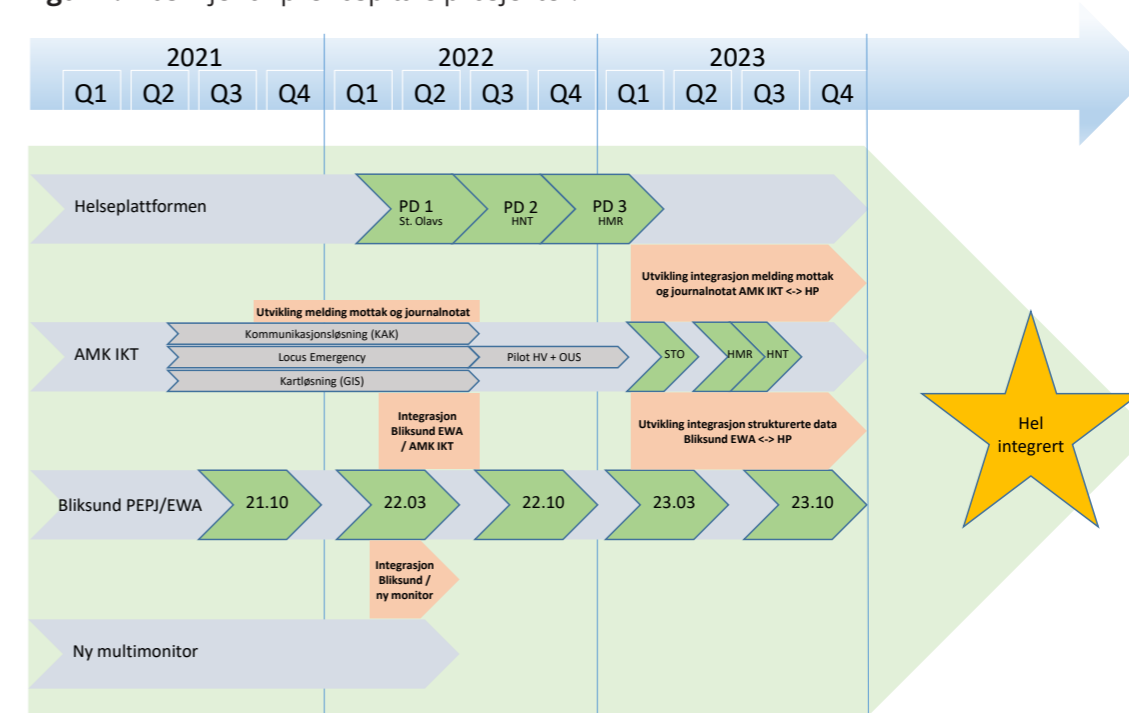 2021
2022
2023
Q1 Q2 Q3 Q4 Q1 Q2 Q3 Q4 Q1 Q2 Q3 Q4
Helseplattformen
PD 1
St. Olavs
PD 2
HNT
PD 3
HMR
Utvikling integrasjon melding mottak
og journalnotat AMK IKT <-> HP
Utvikling melding mottak og journalnotat
AMK IKT
Kommunikasjonsløsning (KAK)
Locus Emergency
Kartløsning (GIS)
Pilot HV + OUS
STO
HMR
HNT
Integrasjon
Bliksund EWA
/ AMK IKT
Utvikling integrasjon strukturerte data
Bliksund EWA <-> HP
Hel
integrert
Bliksund PEPJ/EWA
21.10
22.03
22.10
23.03
23.10
Integrasjon
Bliksund /
ny monitor
Ny multimonitor